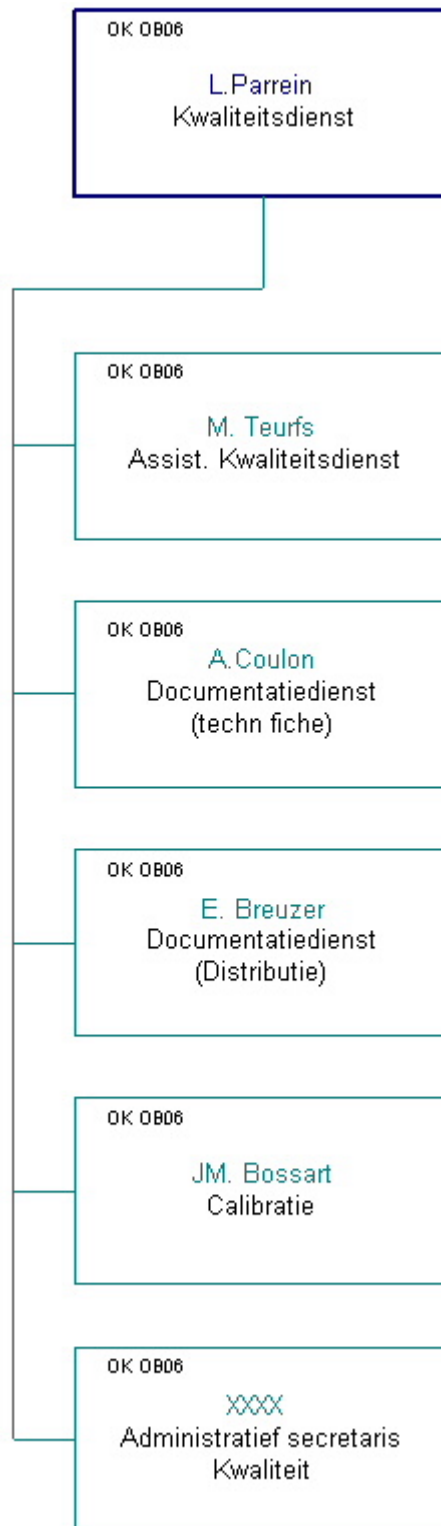 OK OB06
L.Parrein
Kwaliteitsdienst
OK OB06
M. Teurfs
Assist. Kwaliteitsdienst
OK OB06
A.Coulon
Documentatiedienst
(techn fiche)
OK OB06
E. Breuzer
Documentatiedienst
(Distributie)
OK OB06
JM. Bossart
Calibratie
OK OB06
XXXX
Administratief secretaris
Kwaliteit